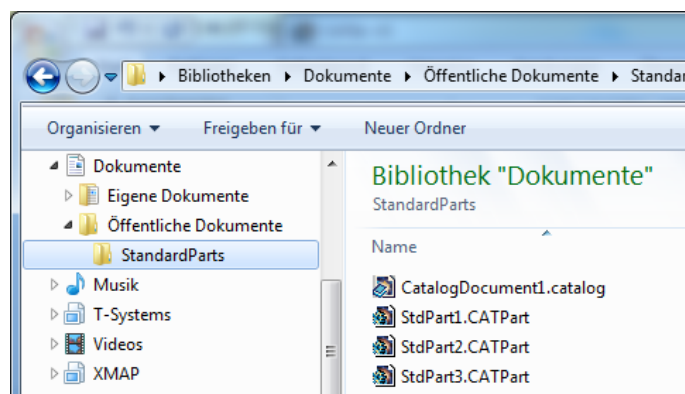 Bibliotheken Dokumente Öffentliche Dokumente Standar
Organisieren Freigeben für Neuer Ordner
Dokumente
Eigene Dokumente
Öffentliche Dokumente
StandardParts
Musik
T-Systems
Videos
XMAP
Bibliothek "Dokumente"
StandardParts
Name
CatalogDocument1.catalog
StdPart1.CATPart
StdPart2.CATPart
StdPart3.CATPart